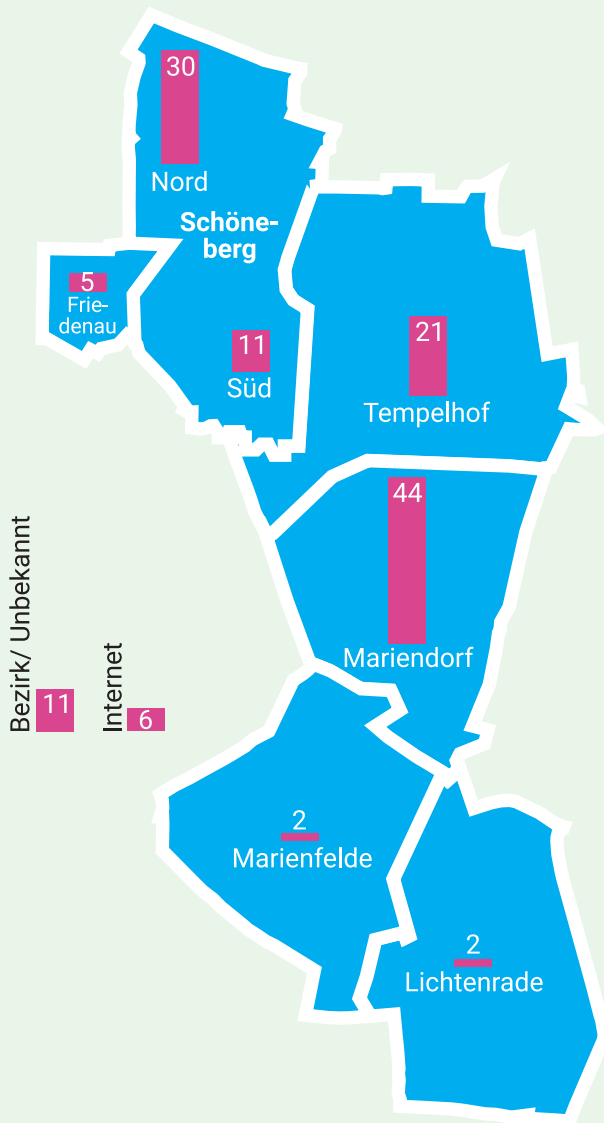 30
Nord
Schöne-
berg
5
Frie-
denau
11
Süd
21
Tempelhof
44
Mariendorf
Bezirk/ Unbekannt
11
Internet
6
2
Marienfelde
2
Lichtenrade